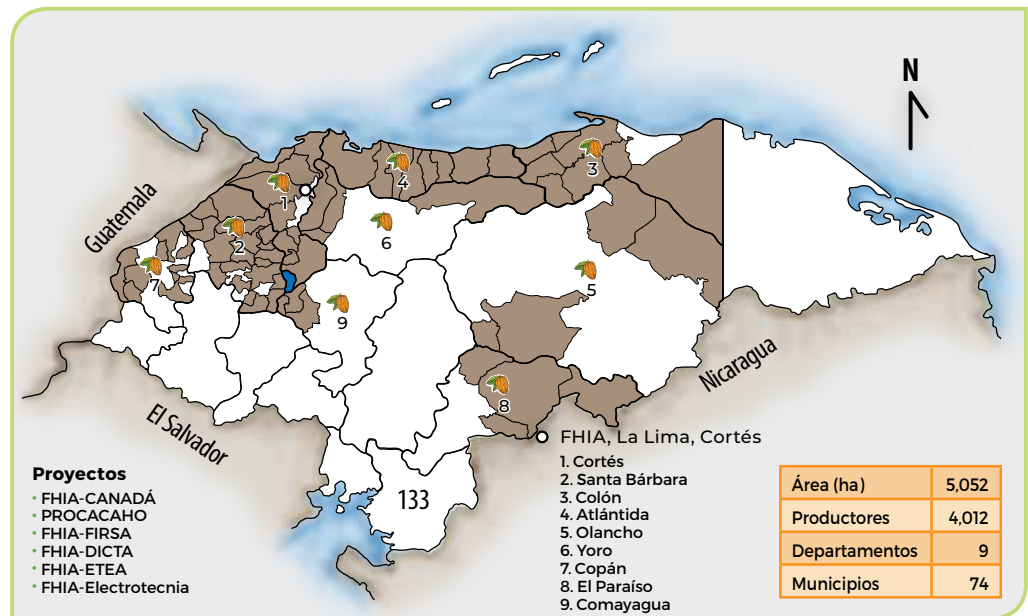 N
Guatemala
1
2
3
4
5
6
7
8
9
Nicaragua
El Salvador
133
FHIA, La Lima, Cortés
1. Cortés
2. Santa Bárbara
3. Colón
4. Atlántida
5. Olancho
6. Yoro
7. Copán
8. El Paraíso
9. Comayagua
Proyectos
• FHIA-CANADÁ
• PROCACAHO
• FHIA-FIRSA
• FHIA-DICTA
• FHIA-ETEA
• FHIA-Electrotecnia
Área (ha) 5,052
Productores 4,012
Departamentos 9
Municipios 74